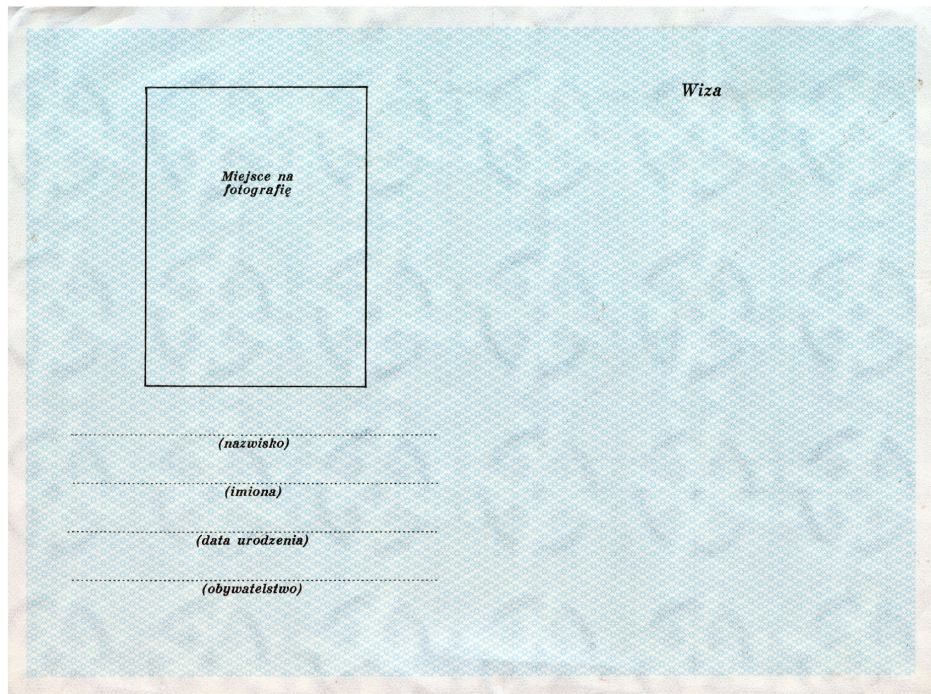 Wiza
Miejsce na
fotografię
(nazwisko)
(imiona)
(data urodzenia)
(obywatelstwo)